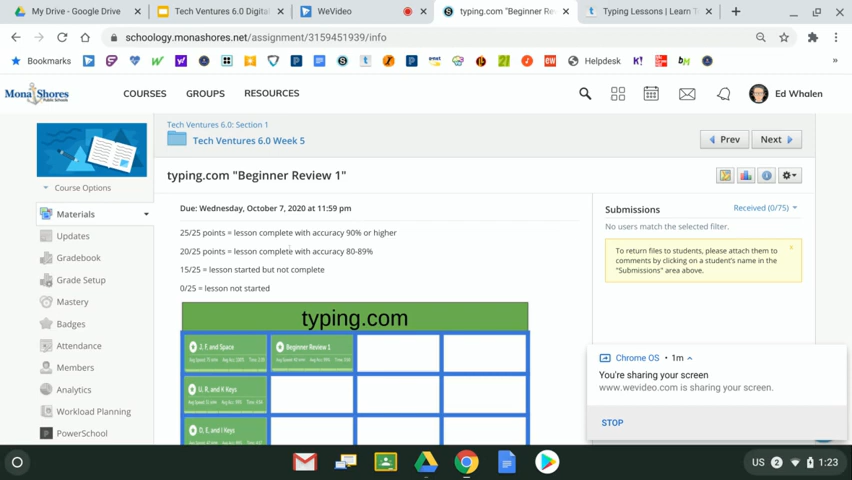 My Drive - Google Drive
Tech Ventures 6.0 Digital
WeVideo
typing.com "Beginner Rev
Typing Lessons | Learn T
schoology.monashores.net/assignment/3159451939/info
Bookmarks
Helpdesk
K!
Mona Shores
Public Schools
COURSES
GROUPS
RESOURCES
Ed Whalen
Tech Ventures 6.0: Section 1
Tech Ventures 6.0 Week 5
Prev
Next
Course Options
typing.com "Beginner Review 1"
Materials
Updates
Gradebook
Grade Setup
Mastery
Badges
Attendance
Members
Analytics
Workload Planning
PowerSchool
Due: Wednesday, October 7, 2020 at 11:59 pm
25/25 points = lesson complete with accuracy 90% or higher
20/25 points = lesson complete with accuracy 80-89%
15/25 = lesson started but not complete
0/25 = lesson not started
typing.com
J, F, and Space
Beginner Review 1
U, R, and K Keys
D, E, and I Keys
Submissions
Received (0/75)
No users match the selected filter.
To return files to students, please attach them to
comments by clicking on a student's name in the
"Submissions" area above.
Chrome OS • 1m
You're sharing your screen
www.wevideo.com is sharing your screen.
STOP
US
2
1:23